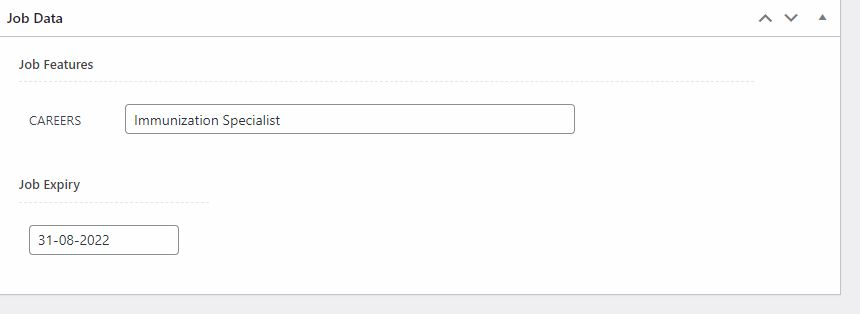 Job Data
Job Features
CAREERS Immunization Specialist
Job Expiry
31-08-2022